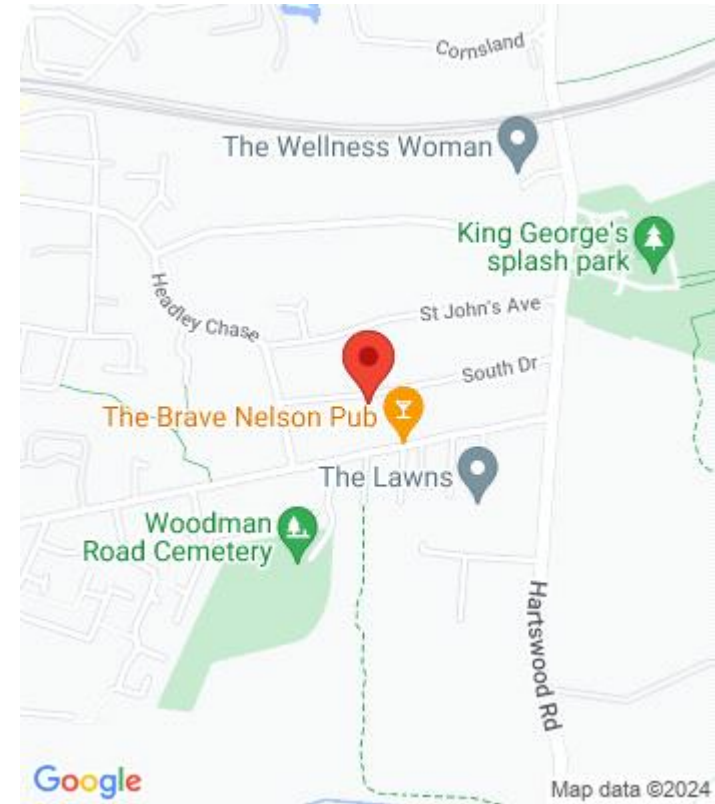 Cornsland
The Wellness Woman
King George's
splash park
Headley Chase
St John's Ave
South Dr
The Brave Nelson Pub
The Lawns
Woodman
Road Cemetery
Hartswood Rd
Google
Map data ©2024